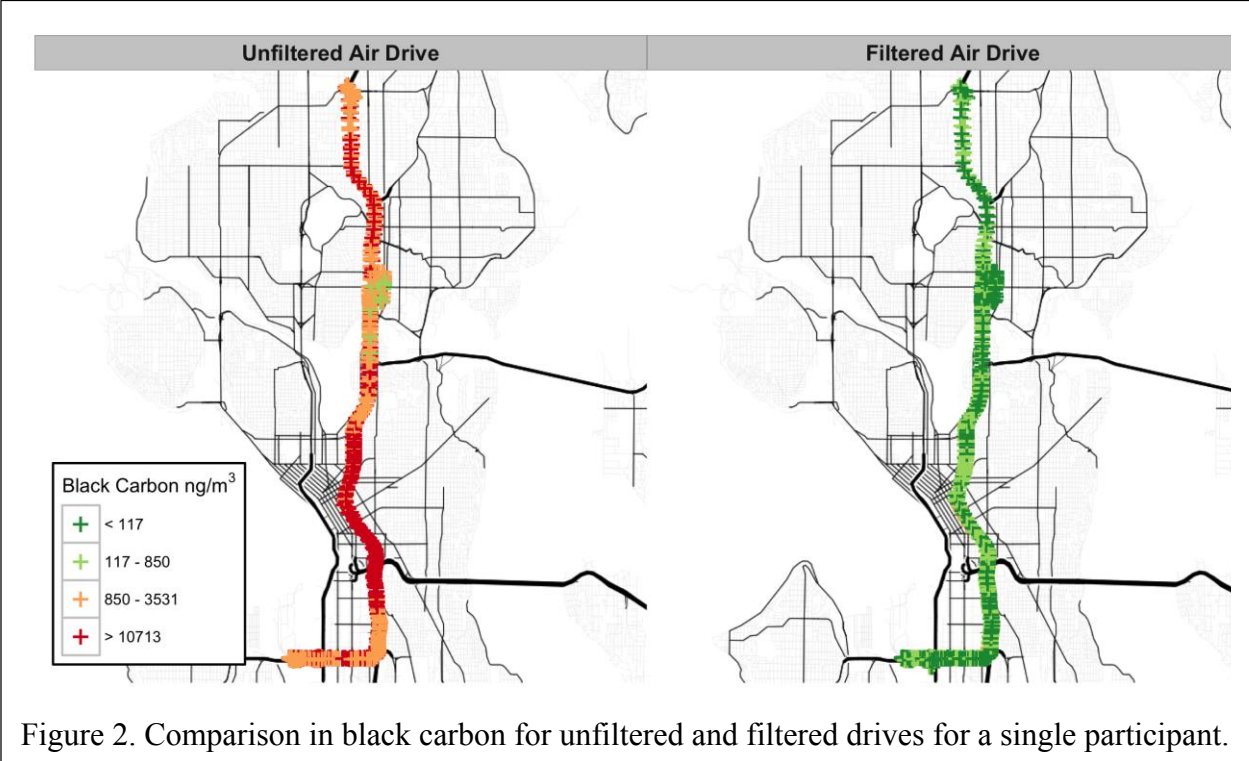 Unfiltered Air Drive
Filtered Air Drive
Black Carbon ng/m³
< 117
117 - 850
850 - 3531
> 10713
Figure 2. Comparison in black carbon for unfiltered and filtered drives for a single participant.